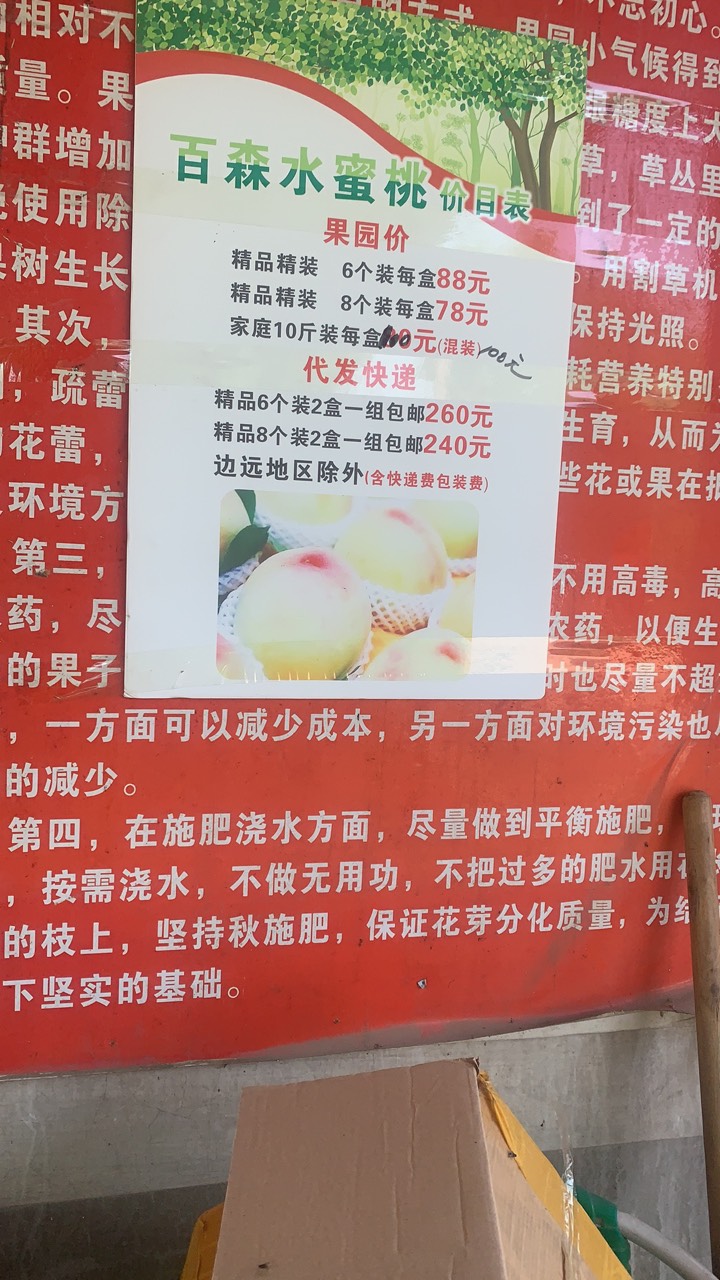 相对不
不忘初心。
质量。果
果园小气候得到
群增加
糖度上
使用除
草，草丛里
到了一定的
果树生长
用割草机
其次，
保持光照。
，疏蕾
耗营养特别
的花蕾，
生育，从而
环境方
些花或果在
第三，
不用高毒，高
农药，尽
农药，以便生
的果子
时也尽量不超
百森水蜜桃价目表
果园价
精品精装 6个装每盒88元
精品精装 8个装每盒78元
家庭10斤装每盒100元(混装)100元
代发快递
精品6个装2盒一组包邮260元
精品8个装2盒一组包邮240元
边远地区除外(含快递费包装费)
，一方面可以减少成本，另一方面对环境污染也
的减少。
第四，在施肥浇水方面，尽量做到平衡施肥，
，按需浇水，不做无用功，不把过多的肥水用
的枝上，坚持秋施肥，保证花芽分化质量，为结
下坚实的基础。